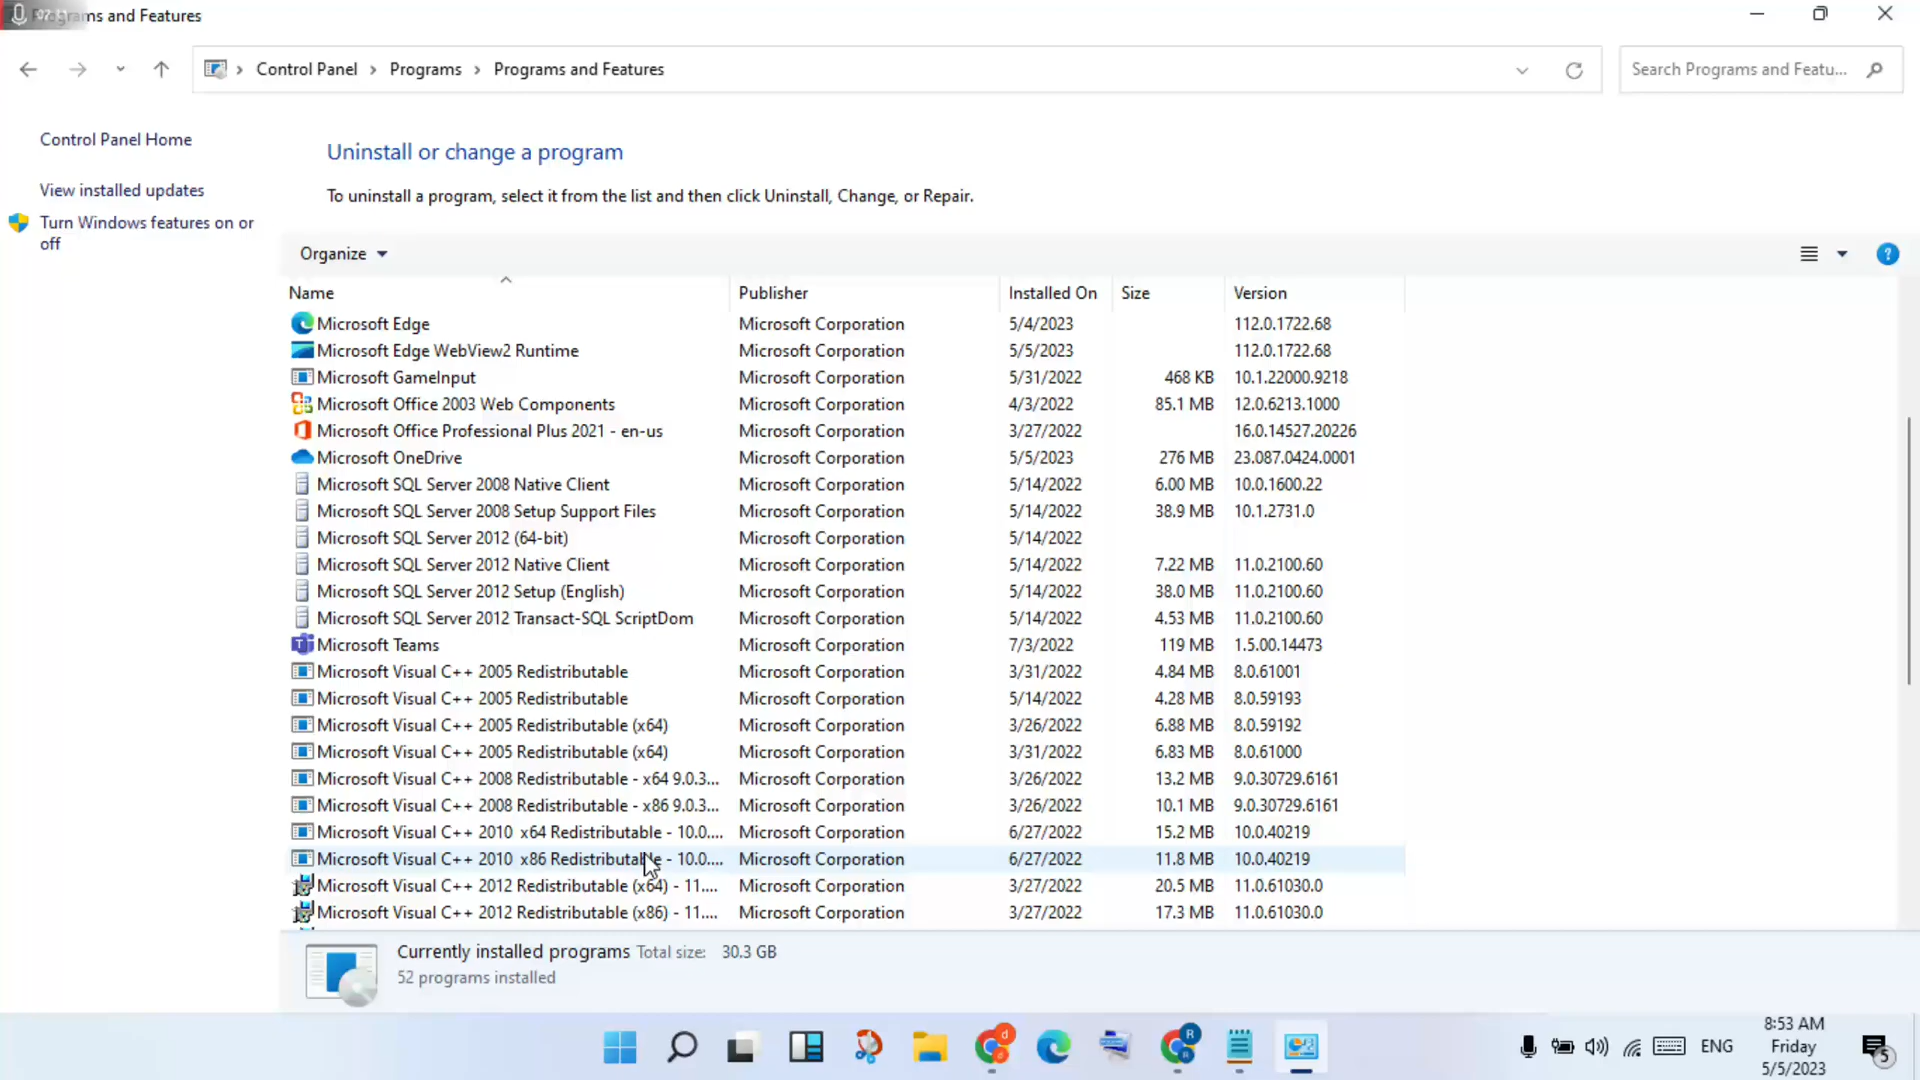 Programs and Features
Control Panel › Programs › Programs and Features
Search Programs and Featu...
Control Panel Home
View installed updates
Turn Windows features on or
off
Uninstall or change a program
To uninstall a program, select it from the list and then click Uninstall, Change, or Repair.
Organize
Name Publisher Installed On Size Version
Microsoft Edge Microsoft Corporation 5/4/2023 112.0.1722.68
Microsoft Edge WebView2 Runtime Microsoft Corporation 5/5/2023 112.0.1722.68
Microsoft GameInput Microsoft Corporation 5/31/2022 468 KB 10.1.22000.9218
Microsoft Office 2003 Web Components Microsoft Corporation 4/3/2022 85.1 MB 12.0.6213.1000
Microsoft Office Professional Plus 2021 - en-us Microsoft Corporation 3/27/2022 16.0.14527.20226
Microsoft OneDrive Microsoft Corporation 5/5/2023 276 MB 23.087.0424.0001
Microsoft SQL Server 2008 Native Client Microsoft Corporation 5/14/2022 6.00 MB 10.0.1600.22
Microsoft SQL Server 2008 Setup Support Files Microsoft Corporation 5/14/2022 38.9 MB 10.1.2731.0
Microsoft SQL Server 2012 (64-bit) Microsoft Corporation 5/14/2022
Microsoft SQL Server 2012 Native Client Microsoft Corporation 5/14/2022 7.22 MB 11.0.2100.60
Microsoft SQL Server 2012 Setup (English) Microsoft Corporation 5/14/2022 38.0 MB 11.0.2100.60
Microsoft SQL Server 2012 Transact-SQL ScriptDom Microsoft Corporation 5/14/2022 4.53 MB 11.0.2100.60
Microsoft Teams Microsoft Corporation 7/3/2022 119 MB 1.5.00.14473
Microsoft Visual C++ 2005 Redistributable Microsoft Corporation 3/31/2022 4.84 MB 8.0.61001
Microsoft Visual C++ 2005 Redistributable Microsoft Corporation 5/14/2022 4.28 MB 8.0.59193
Microsoft Visual C++ 2005 Redistributable (x64) Microsoft Corporation 3/26/2022 6.88 MB 8.0.59192
Microsoft Visual C++ 2005 Redistributable (x64) Microsoft Corporation 3/31/2022 6.83 MB 8.0.61000
Microsoft Visual C++ 2008 Redistributable - x64 9.0.3... Microsoft Corporation 3/26/2022 13.2 MB 9.0.30729.6161
Microsoft Visual C++ 2008 Redistributable - x86 9.0.3... Microsoft Corporation 3/26/2022 10.1 MB 9.0.30729.6161
Microsoft Visual C++ 2010 x64 Redistributable - 10.0.... Microsoft Corporation 6/27/2022 15.2 MB 10.0.40219
Microsoft Visual C++ 2010 x86 Redistributable - 10.0.... Microsoft Corporation 6/27/2022 11.8 MB 10.0.40219
Microsoft Visual C++ 2012 Redistributable (x64) - 11.... Microsoft Corporation 3/27/2022 20.5 MB 11.0.61030.0
Microsoft Visual C++ 2012 Redistributable (x86) - 11.... Microsoft Corporation 3/27/2022 17.3 MB 11.0.61030.0
Currently installed programs Total size: 30.3 GB
52 programs installed
ENG
8:53 AM
Friday
5/5/2023
5